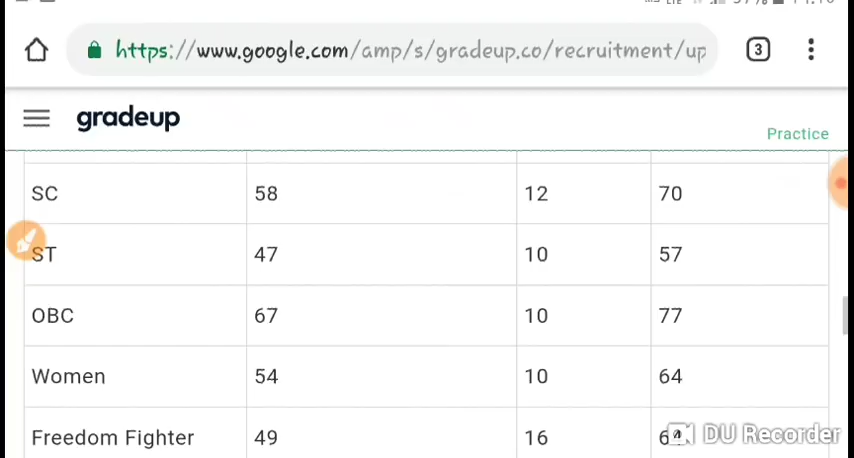 https://www.google.com/amp/s/gradeup.co/recruitment/up
3
gradeup
Practice
SC 58 12 70
ST 47 10 57
OBC 67 10 77
Women 54 10 64
Freedom Fighter 49 16
DU Recorder